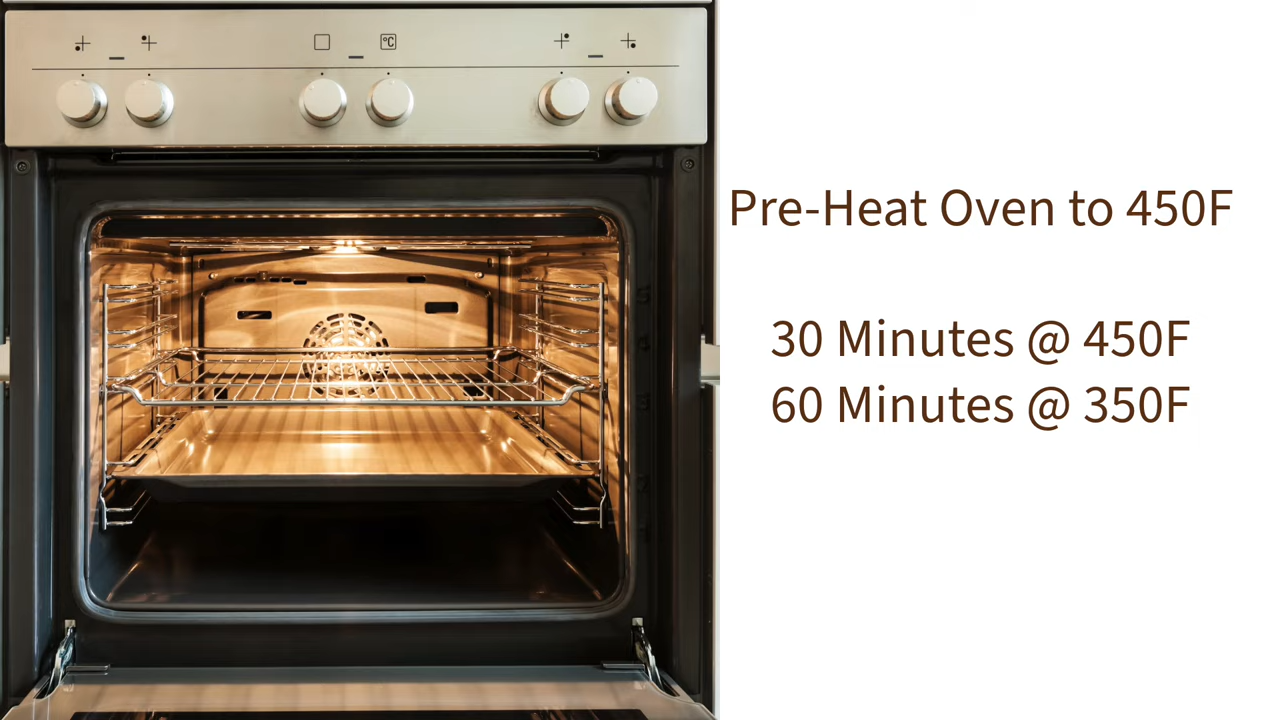 °C
Pre-Heat Oven to 450F
30 Minutes @ 450F
60 Minutes @ 350F